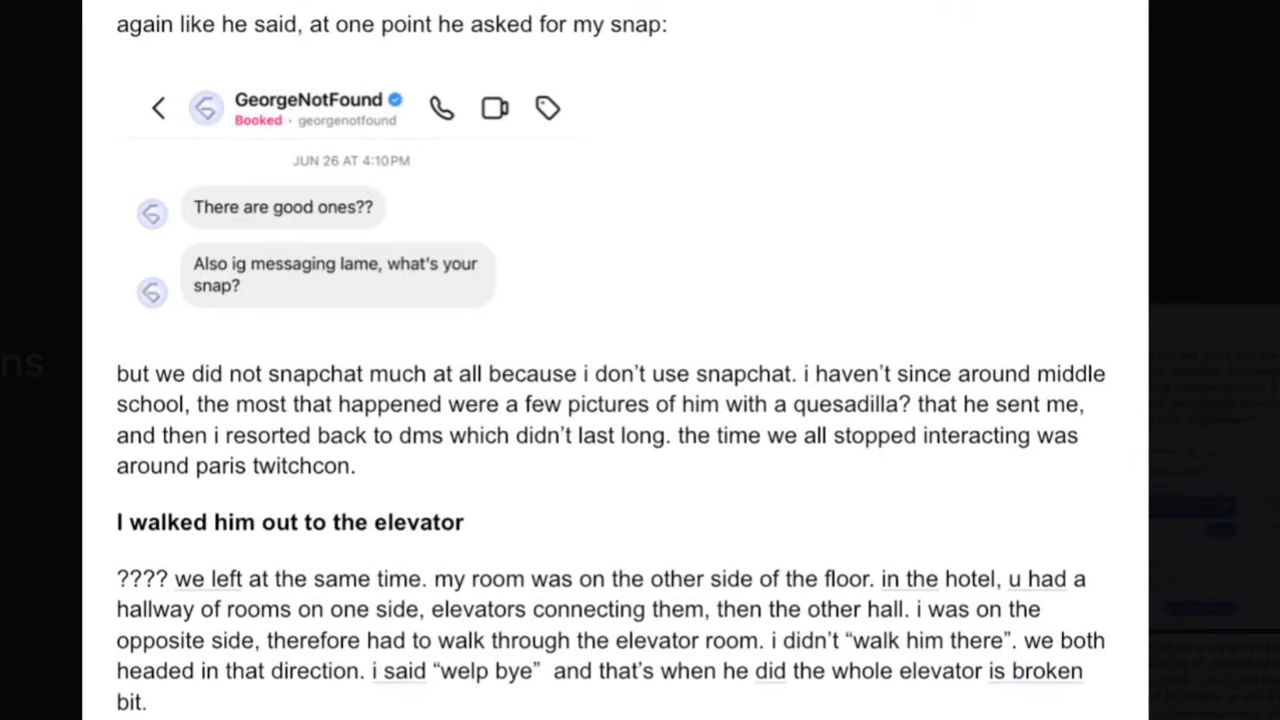 again like he said, at one point he asked for my snap:
GeorgeNotFound
Booked · georgenotfound
JUN 26 AT 4:10 PM
There are good ones??
Also ig messaging lame, what's your
snap?
ns
but we did not snapchat much at all because i don't use snapchat. i haven't since around middle
school, the most that happened were a few pictures of him with a quesadilla? that he sent me,
and then i resorted back to dms which didn't last long. the time we all stopped interacting was
around paris twitchcon.
I walked him out to the elevator
???? we left at the same time. my room was on the other side of the floor. in the hotel, u had a
hallway of rooms on one side, elevators connecting them, then the other hall. i was on the
opposite side, therefore had to walk through the elevator room. i didn't “walk him there”. we both
headed in that direction. i said “welp bye”  and that's when he did the whole elevator is broken
bit.